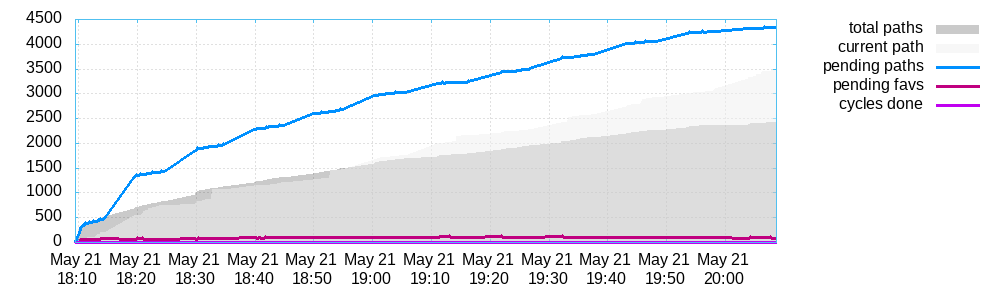 4500
4000
3500
3000
2500
2000
1500
1000
500
0
May 21 May 21 May 21 May 21 May 21 May 21 May 21 May 21 May 21 May 21 May 21 May 21
18:10 18:20 18:30 18:40 18:50 19:00 19:10 19:20 19:30 19:40 19:50 20:00
total paths
current path
pending paths
pending favs
cycles done